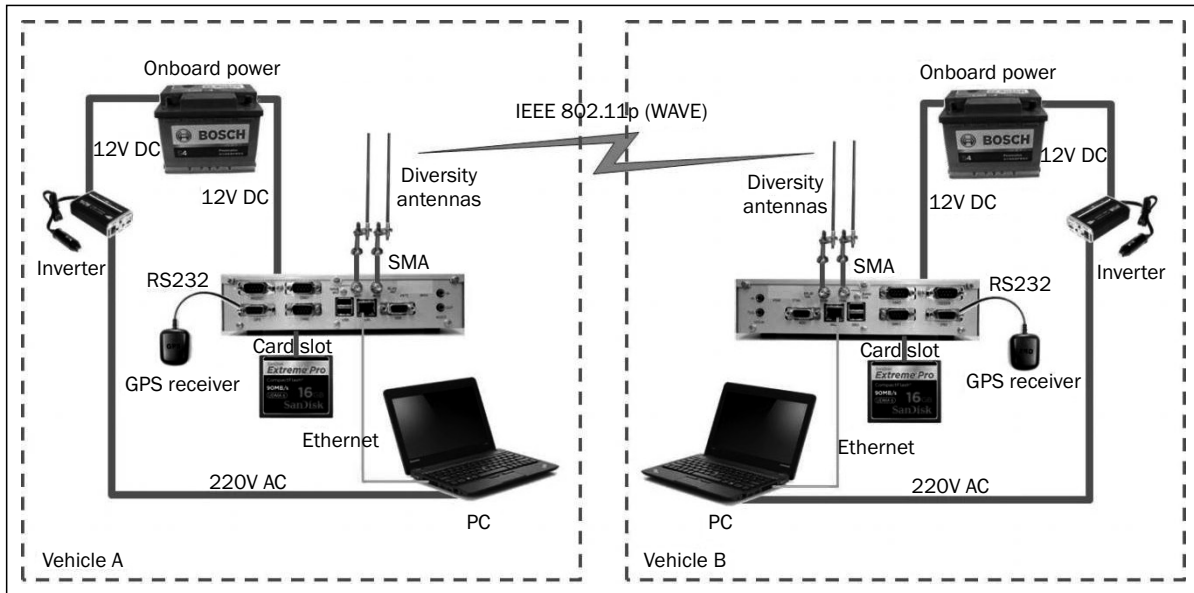 Onboard power
BOSCH
12V DC
12V DC
Inverter
RS232
GPS receiver
Diversity
antennas
SMA
Card slot
Extreme Pro
90MB/s
16
SanDisk
Ethernet
220V AC
PC
Vehicle A
IEEE 802.11p (WAVE)
Onboard power
BOSCH
12V DC
12V DC
Inverter
RS232
GPS receiver
Diversity
antennas
SMA
Card slot
Extreme Pro
90MB/s
16
SanDisk
Ethernet
220V AC
PC
Vehicle B